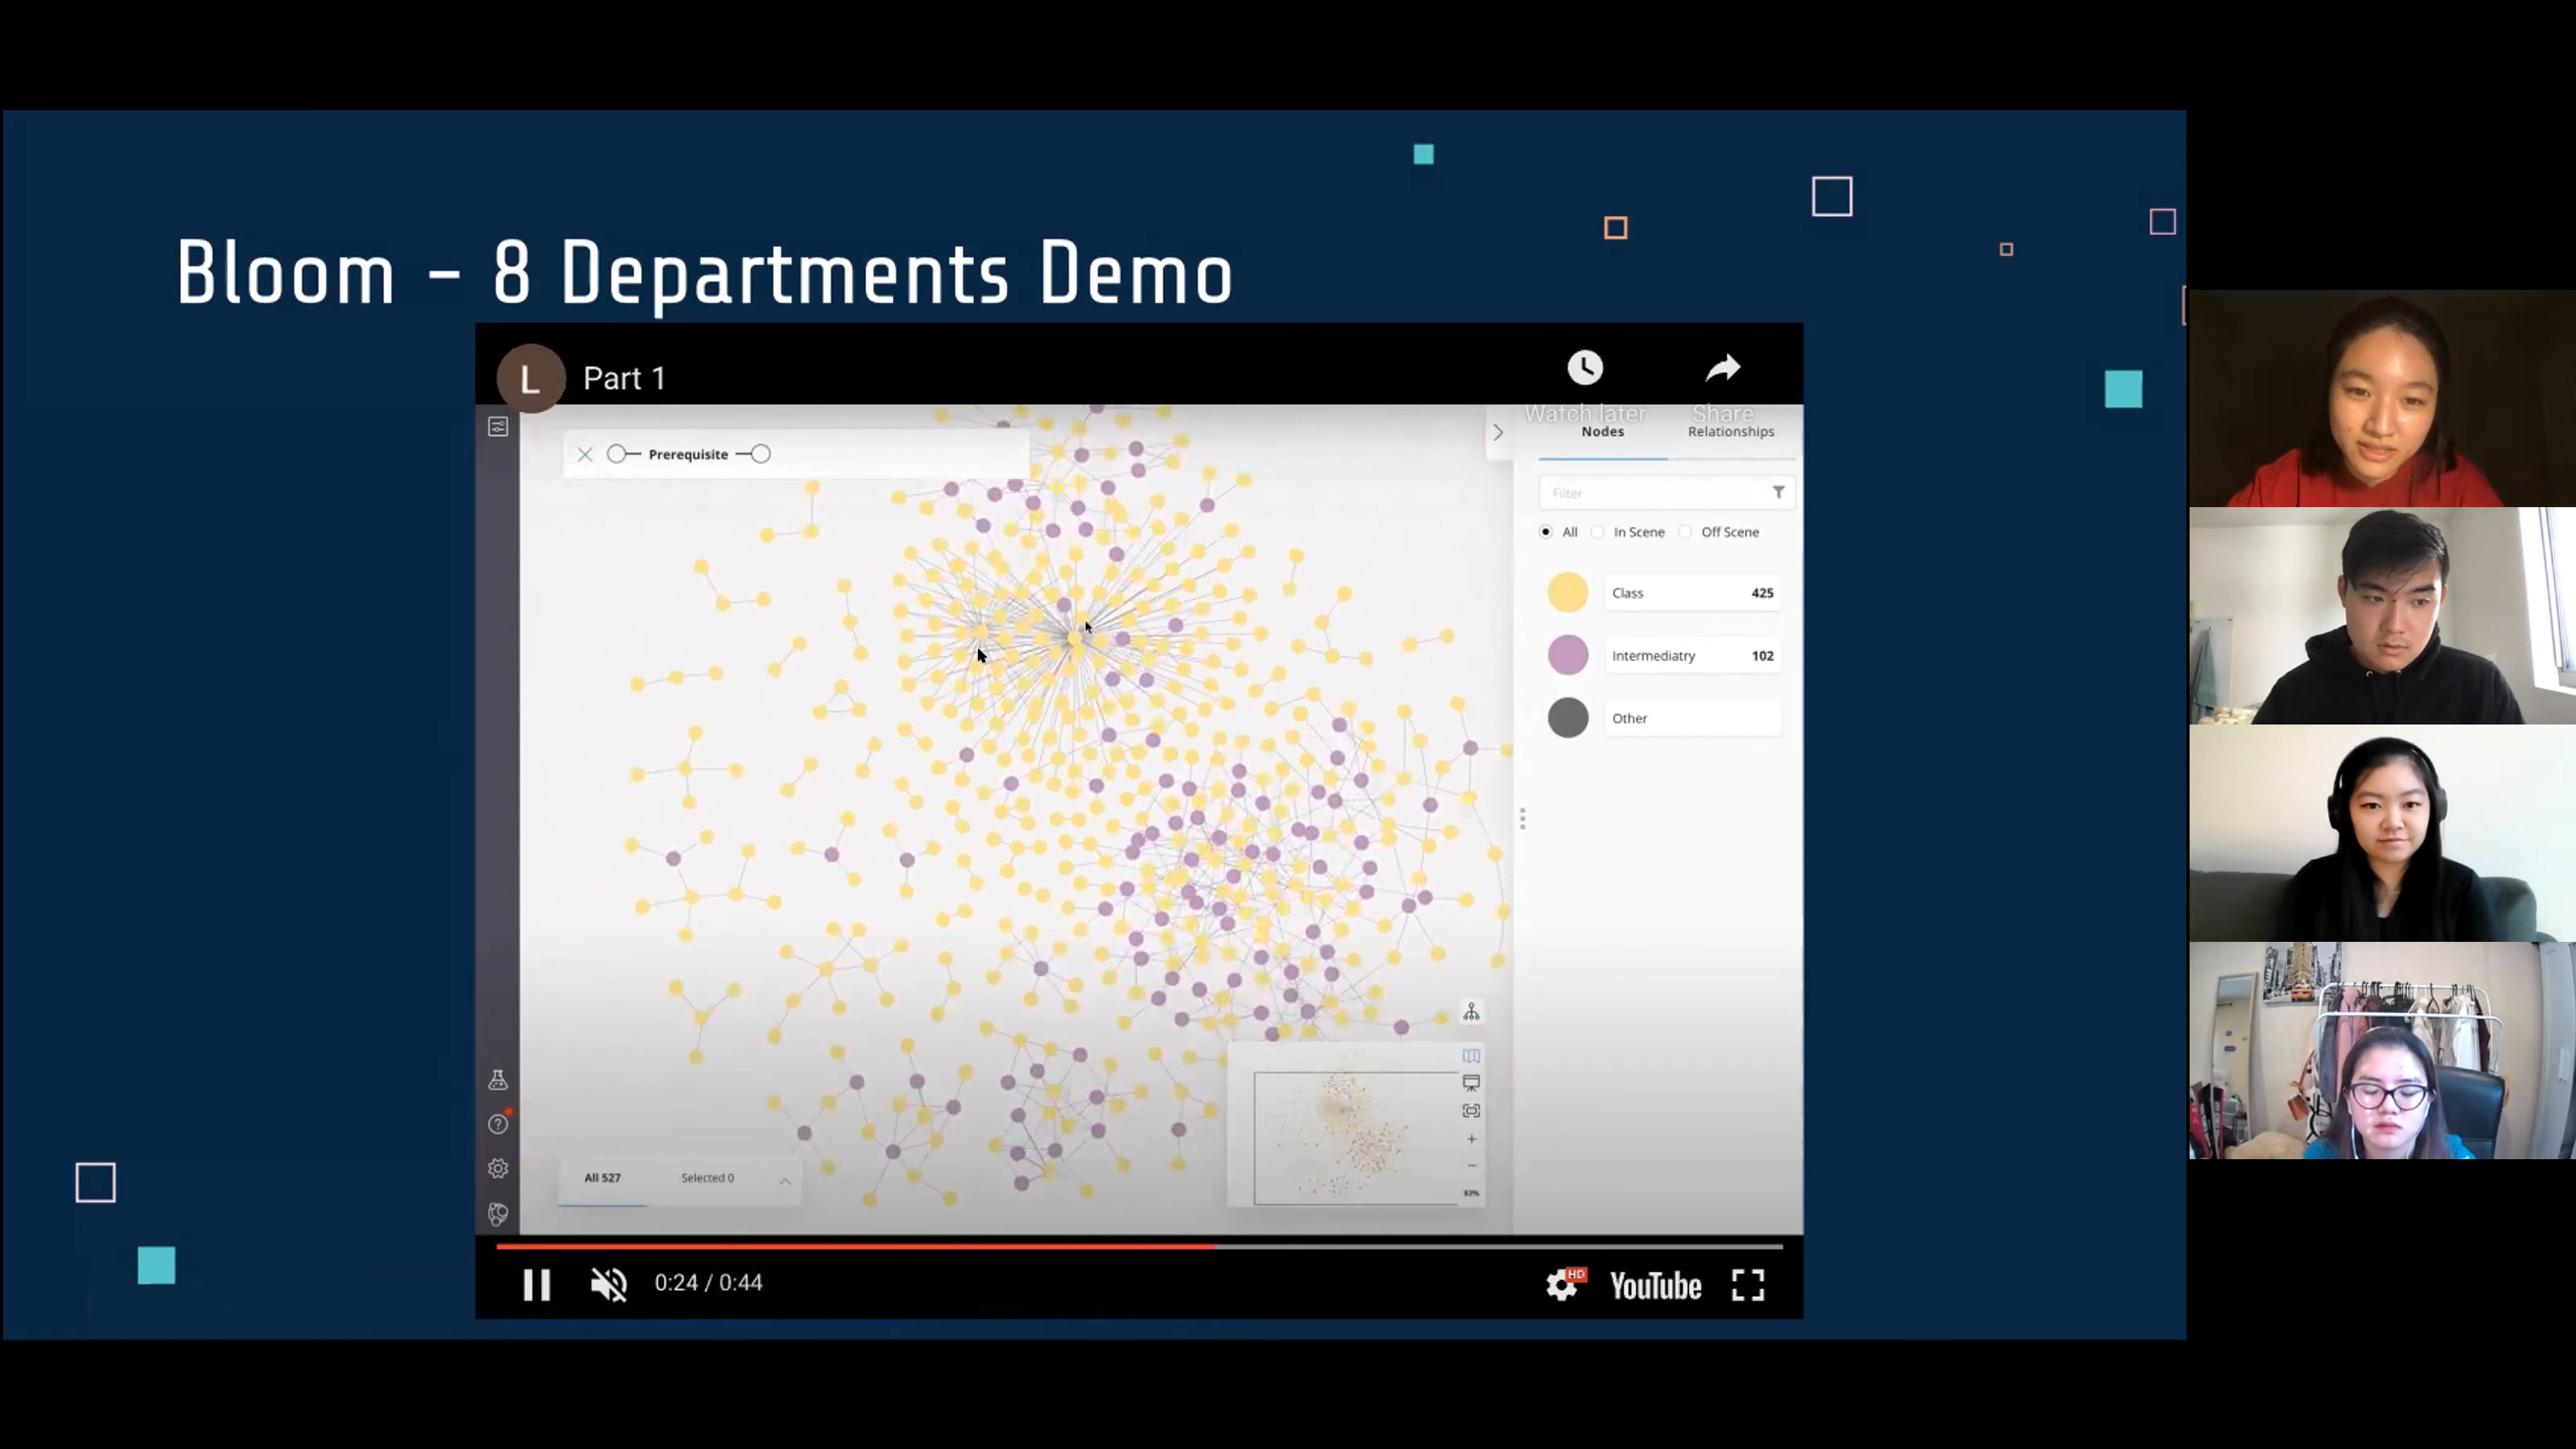 Bloom - 8 Departments Demo
L Part 1
Watch later Share
Nodes Relationships
Prerequisite
Filter
All In Scene Off Scene
Class 425
Intermediatry 102
Other
All 527 Selected 0
83%
0:24 / 0:44
HD
YouTube